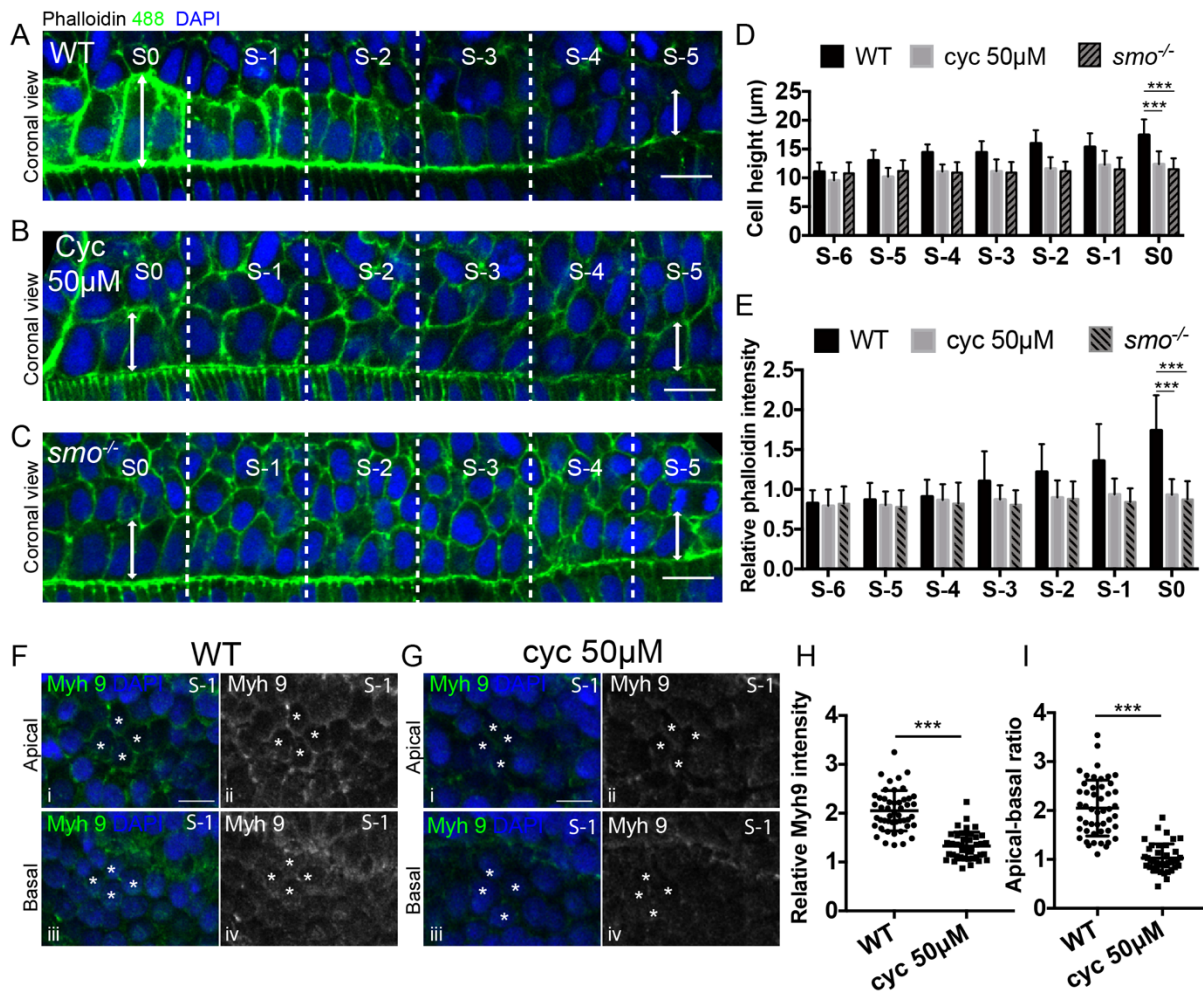 Phalloidin 488 DAPI
A
WT
S0 S-1 S-2 S-3 S-4 S-5
Coronal view
B
Cyc
50µM
S0 S-1 S-2 S-3 S-4 S-5
Coronal view
C
smo-/-
S0 S-1 S-2 S-3 S-4 S-5
Coronal view
D
WT cyc 50µM smo-/-
*** ***
Cell height (µm)
25
20
15
10
5
0
S-6 S-5 S-4 S-3 S-2 S-1 S0
E
WT cyc 50µM smo-/-
*** ***
Relative phalloidin intensity
2.5
2.0
1.5
1.0
0.5
0.0
S-6 S-5 S-4 S-3 S-2 S-1 S0
F
WT
Myh 9 DAPI S-1
Myh 9 S-1
Apical
* * * * *
* * * * *
i
ii
Myh 9 DAPI S-1
Myh 9 S-1
Basal
* * * *
* * * *
iii
iv
G
cyc 50µM
Myh 9 DAPI S-1
Myh 9 S-1
Apical
* * * *
* * * *
i
ii
Myh 9 DAPI S-1
Myh 9 S-1
Basal
* * * *
* * * *
iii
iv
H
***
Relative Myh9 intensity
4
3
2
1
0
WT
cyc 50µM
I
***
Apical-basal ratio
4
3
2
1
0
WT
cyc 50µM